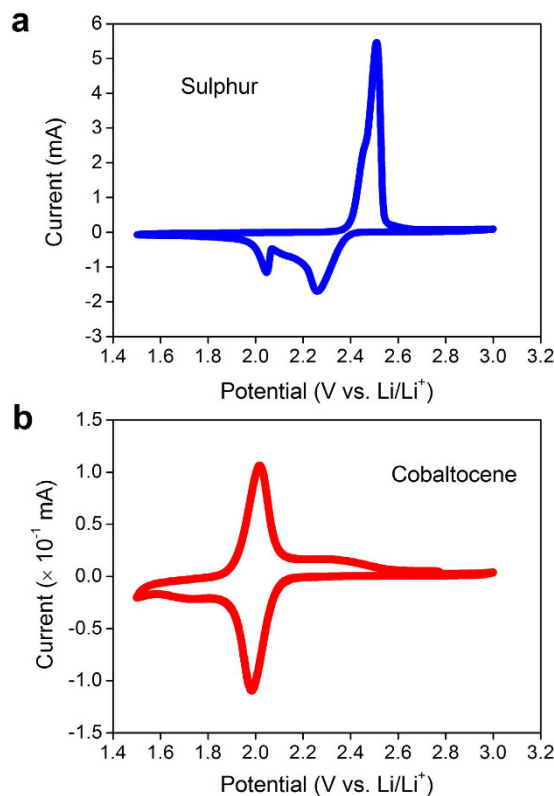 a
6
5
4
3
2
1
0
-1
-2
-3
Current (mA)
Sulphur
1.4 1.6 1.8 2.0 2.2 2.4 2.6 2.8 3.0 3.2
Potential (V vs. Li/Li⁺)
b
1.5
1.0
0.5
0.0
-0.5
-1.0
-1.5
Current (× 10⁻¹ mA)
Cobaltocene
1.4 1.6 1.8 2.0 2.2 2.4 2.6 2.8 3.0 3.2
Potential (V vs. Li/Li⁺)